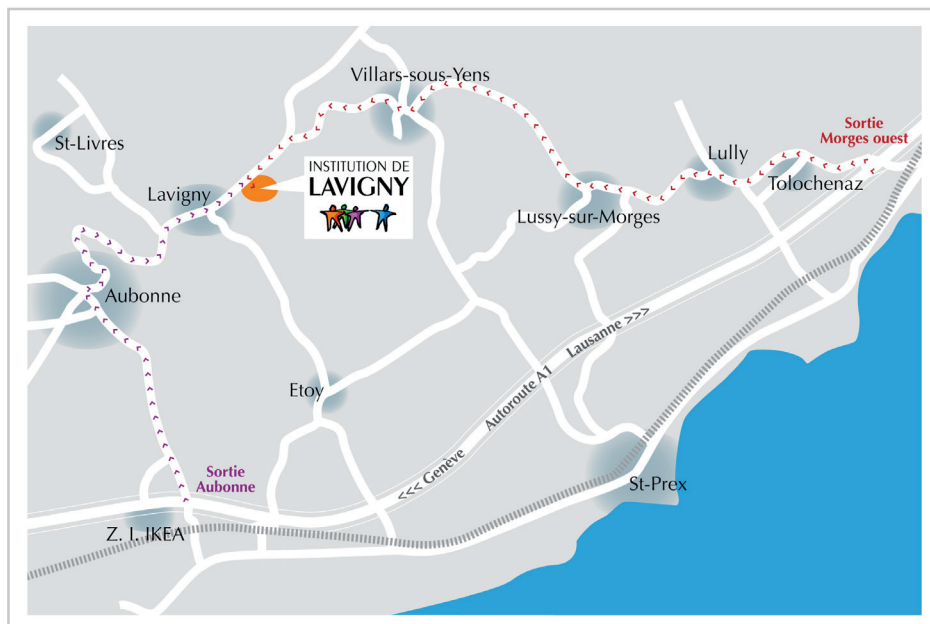 Villars-sous-Yens
St-Livres
INSTITUTION DE
LAVIGNY
Lavigny
Sortie
Morges ouest
Lully
Tolochenaz
Lussy-sur-Morges
Aubonne
Etoy
<<< Genève Autoroute A1 Lausanne >>>
Sortie
Aubonne
St-Prex
Z. I. IKEA